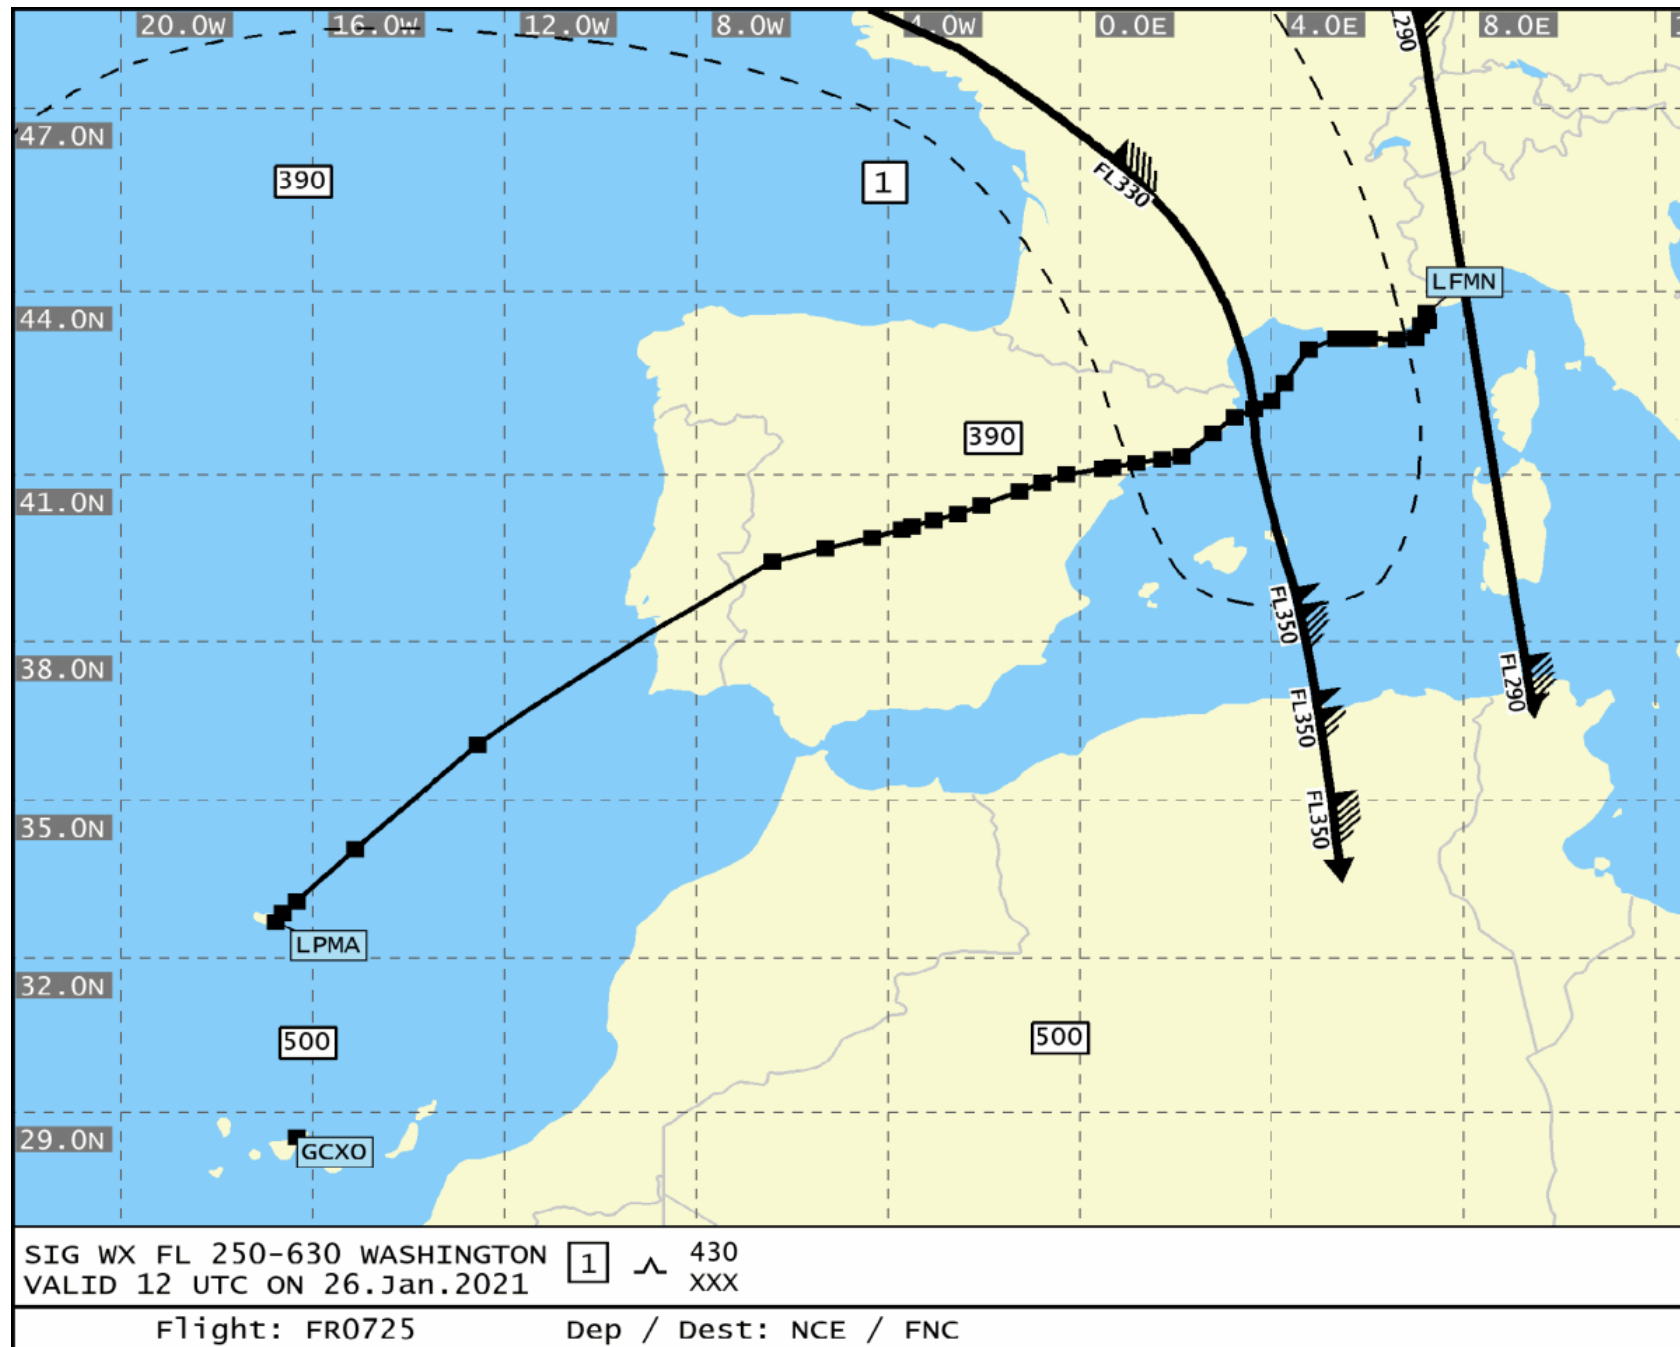 20.0W 16.0W 12.0W 8.0W 4.0W 0.0E 4.0E 8.0E
290
47.0N
390
1
FL330
LFMN
44.0N
390
41.0N
FL350
38.0N
FL290
FL350
35.0N
FL350
LPMA
32.0N
500
500
29.0N
GCXO
SIG WX FL 250-630 WASHINGTON 1 430
VALID 12 UTC ON 26.Jan.2021 XXX
Flight: FR0725 Dep / Dest: NCE / FNC